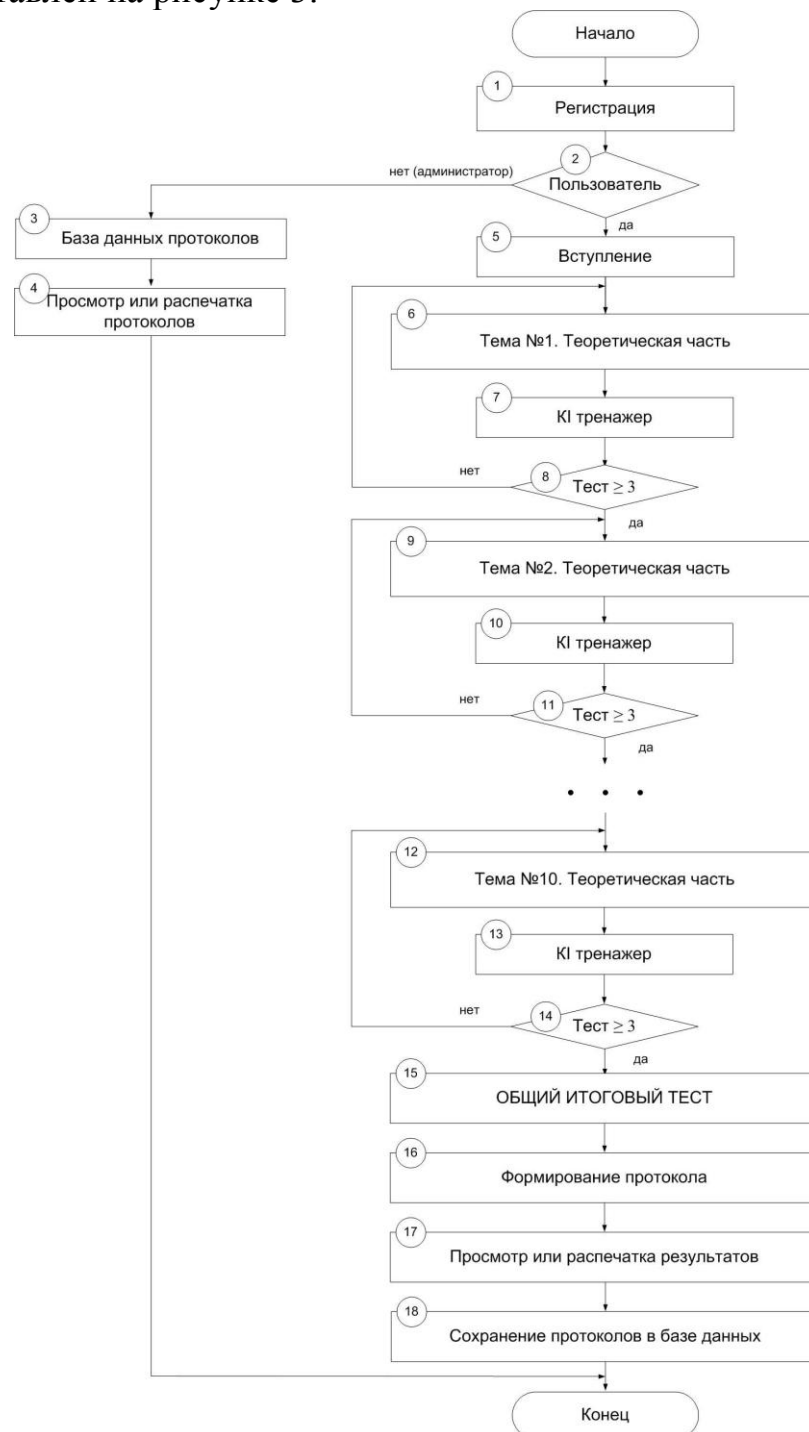 на рисунке
Начало
1
Регистрация
2
Пользователь
нет (администратор)
да
3
База данных протоколов
4
Просмотр или распечатка
протоколов
5
Вступление
6
Тема №1. Теоретическая часть
7
KI тренажер
8
Тест ≥ 3
нет
да
9
Тема №2. Теоретическая часть
10
KI тренажер
11
Тест ≥ 3
нет
да
• • •
12
Тема №10. Теоретическая часть
13
KI тренажер
14
Тест ≥ 3
нет
да
15
ОБЩИЙ ИТОГОВЫЙ ТЕСТ
16
Формирование протокола
17
Просмотр или распечатка результатов
18
Сохранение протоколов в базе данных
Конец